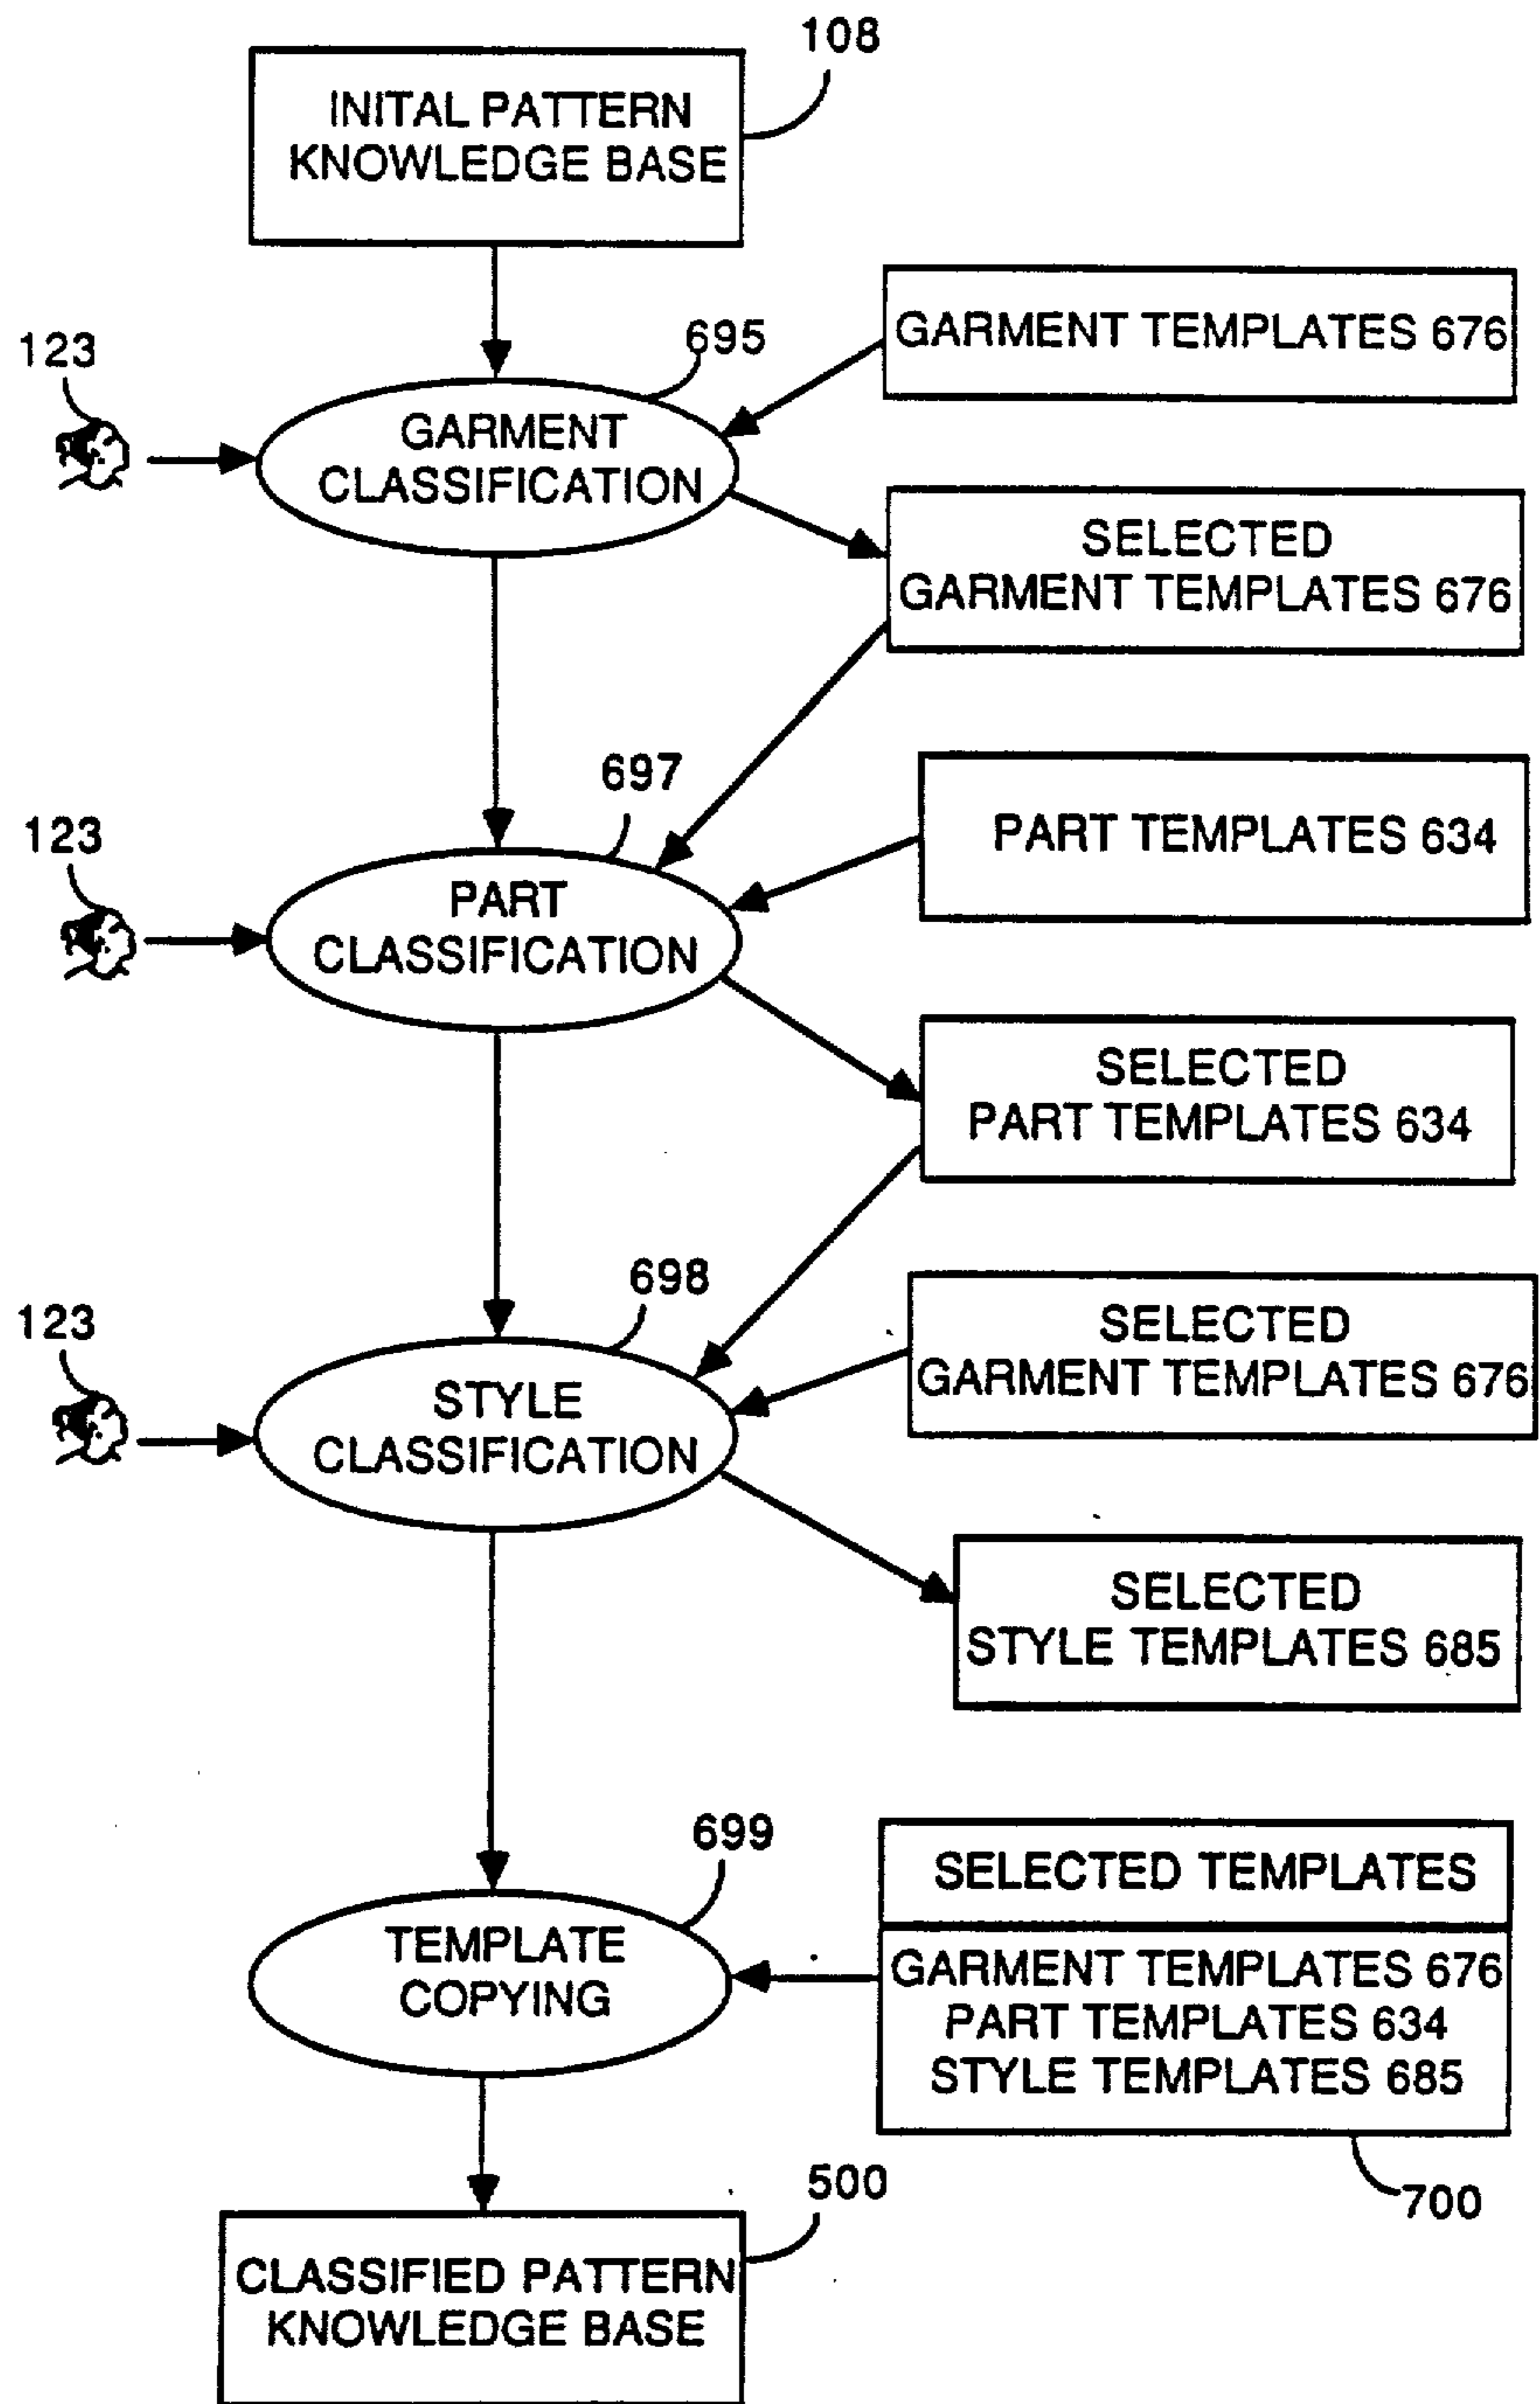 108
INITAL PATTERN
KNOWLEDGE BASE
GARMENT TEMPLATES 676
695
123
GARMENT
CLASSIFICATION
SELECTED
GARMENT TEMPLATES 676
697
PART TEMPLATES 634
123
PART
CLASSIFICATION
SELECTED
PART TEMPLATES 634
698
SELECTED
GARMENT TEMPLATES 676
123
STYLE
CLASSIFICATION
SELECTED
STYLE TEMPLATES 685
699
SELECTED TEMPLATES
TEMPLATE
COPYING
GARMENT TEMPLATES 676
PART TEMPLATES 634
STYLE TEMPLATES 685
700
500
CLASSIFIED PATTERN
KNOWLEDGE BASE